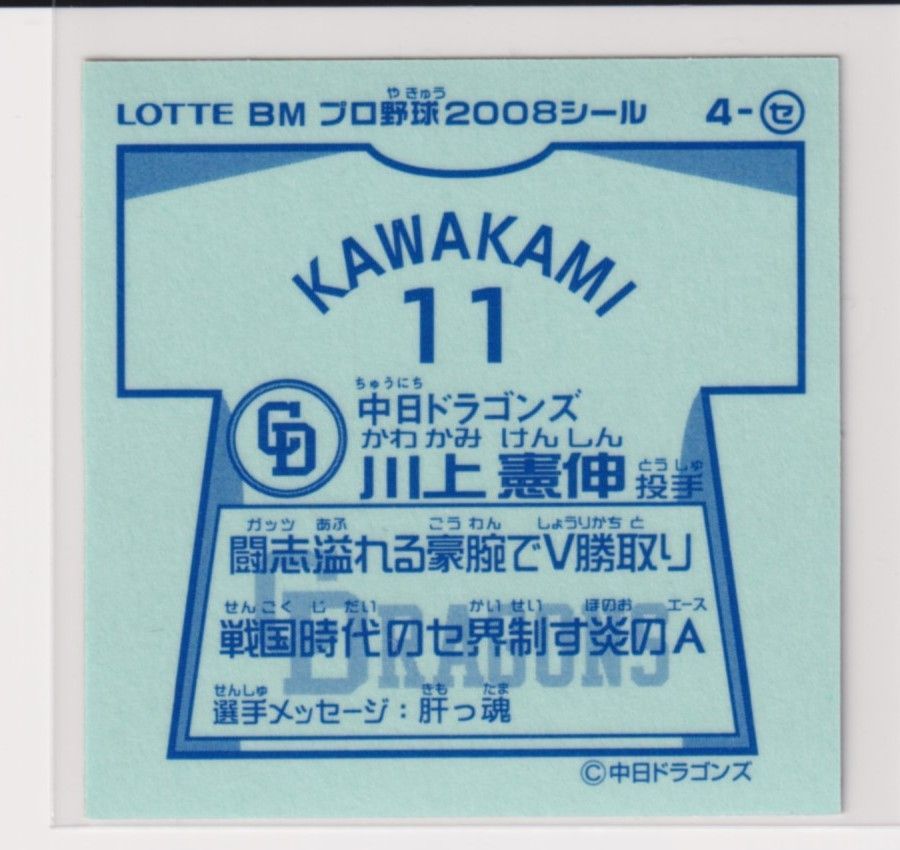 LOTTE BM プロ野球2008シール 4-セ
やきゅう
KAWAKAMI
11
ちゅうにち
中日ドラゴンズ
CD
かわかみ けんしん
川上 憲伸 投手
とうしゅ
ガッツ あふ ごうわん しょうりかち と
闘志溢れる豪腕でV勝取り
せんごく じだい かいせい ほのお エース
戦国時代のセ界制す炎のA
DRAGONS
せんしゅ きも たま
選手メッセージ：肝っ魂
©中日ドラゴンズ